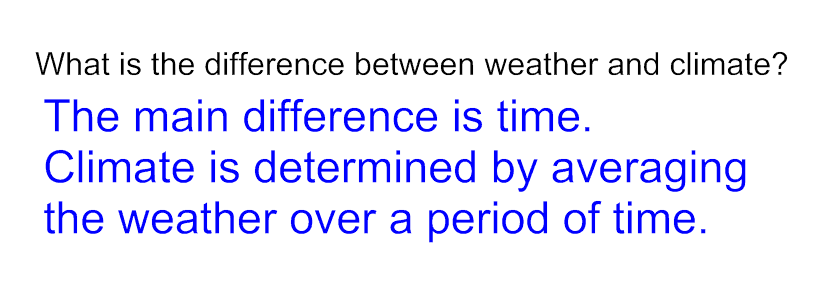 What is the difference between weather and climate?
The main difference is time.
Climate is determined by averaging
the weather over a period of time.